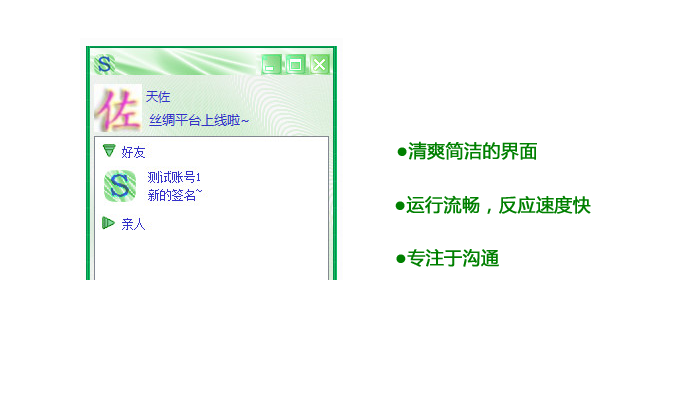 S
佐
天佐
丝绸平台上线啦~
好友
S
测试账号1
新的签名~
亲人
●清爽简洁的界面
●运行流畅，反应速度快
●专注于沟通